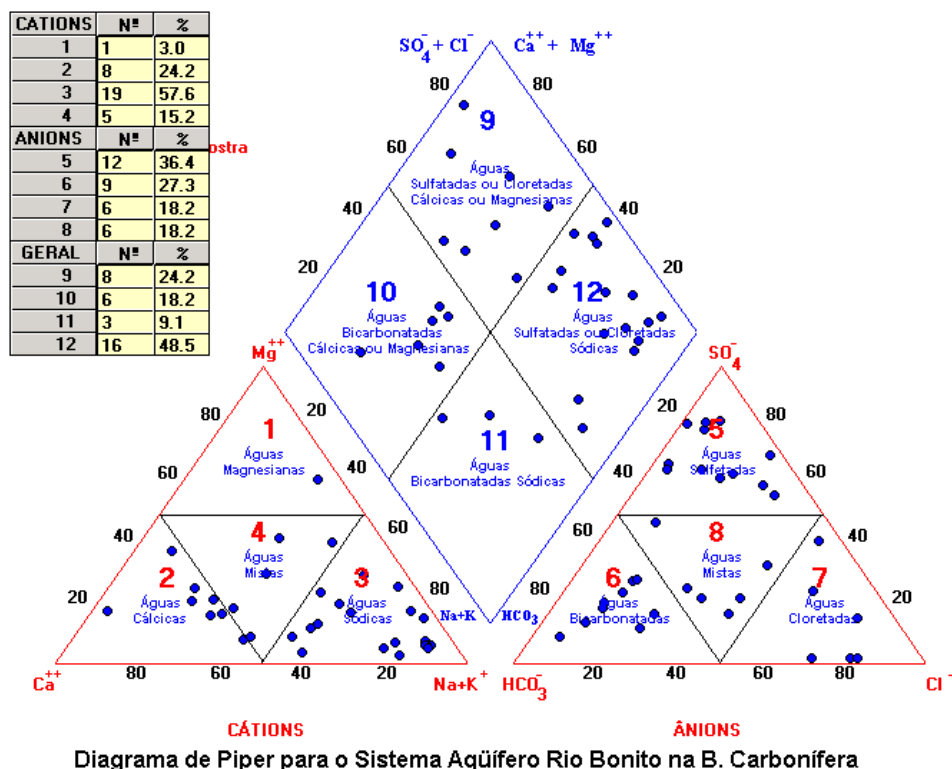 CATIONS Nº %
1 1 3.0
2 8 24.2
3 19 57.6
4 5 15.2
ANIONS Nº %
5 12 36.4
6 9 27.3
7 6 18.2
8 6 18.2
GERAL Nº %
9 8 24.2
10 6 18.2
11 3 9.1
12 16 48.5
ostra
SO4⁻ + Cl⁻
Ca⁺⁺ + Mg⁺⁺
80 80
60 60
40 40
20 20
9
Águas
Sulfatadas ou Cloretadas
Cálcicas ou Magnesianas
10
Águas
Bicarbonatadas
Cálcicas ou Magnesianas
12
Águas
Sulfatadas ou Cloretadas
Sódicas
11
Águas
Bicarbonatadas Sódicas
Na+K
HCO3
Mg⁺⁺
80 20
60 40
40 60
20 80
1
Águas
Magnesianas
4
Águas
Mistas
2
Águas
Cálcicas
3
Águas
Sódicas
Ca⁺⁺ 80 60 40 20 Na+K⁺
CÁTIONS
SO4⁻
20 80
40 60
60 40
80 20
5
Águas
Sulfetadas
8
Águas
Mistas
6
Águas
Bicarbonatadas
7
Águas
Cloretadas
HCO3⁻ 20 40 60 80 Cl⁻
ÂNIONS
Diagrama de Piper para o Sistema Aqüífero Rio Bonito na B. Carbonífera